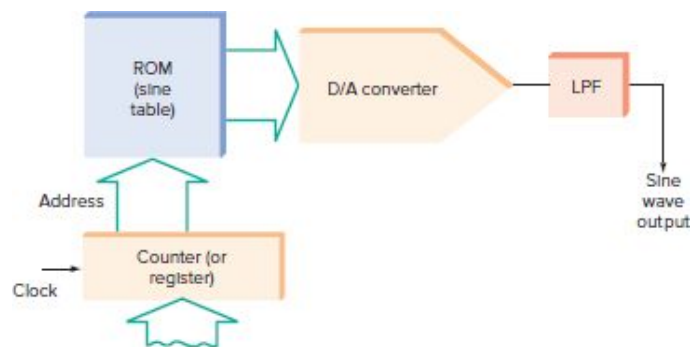 ROM
(sine
table)
D/A converter
LPF
Sine
wave
output
Address
Counter (or
register)
Clock